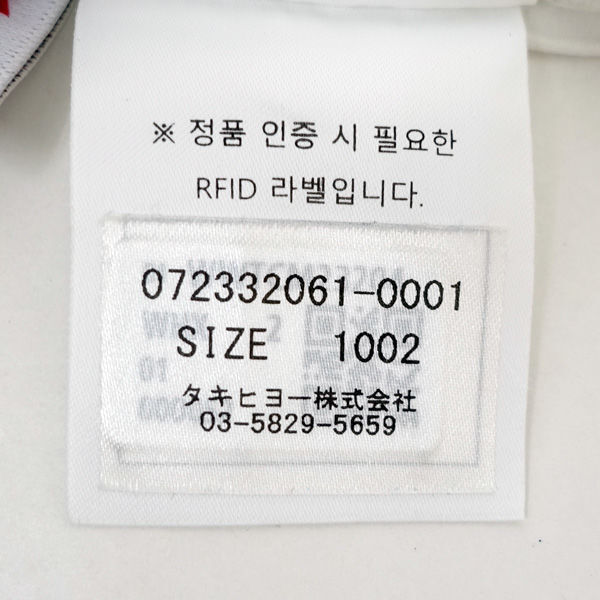 ※ 정품 인증 시 필요한
RFID 라벨입니다.
072332061-0001
SIZE 1002
タキヒヨー株式会社
03-5829-5659